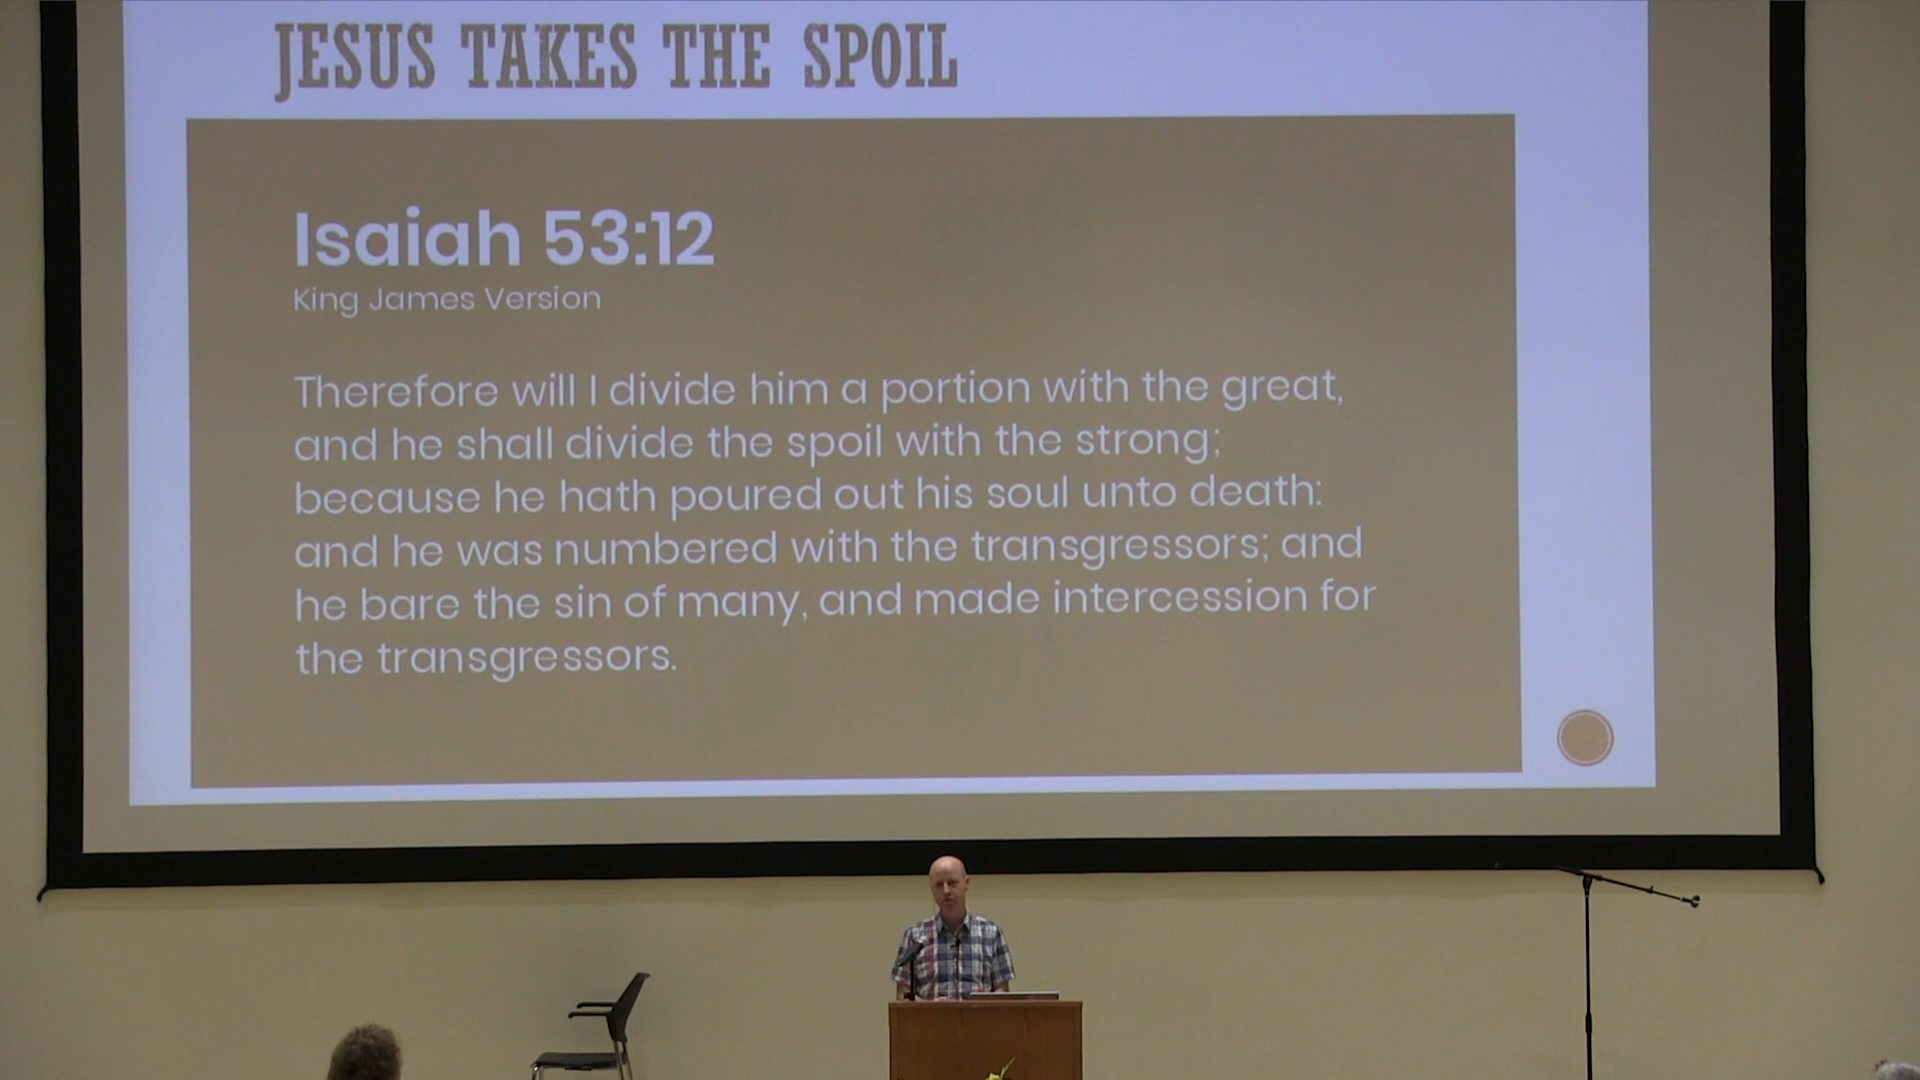 JESUS TAKES THE SPOIL
Isaiah 53:12
King James Version
Therefore will I divide him a portion with the great,
and he shall divide the spoil with the strong;
because he hath poured out his soul unto death:
and he was numbered with the transgressors; and
he bare the sin of many, and made intercession for
the transgressors.